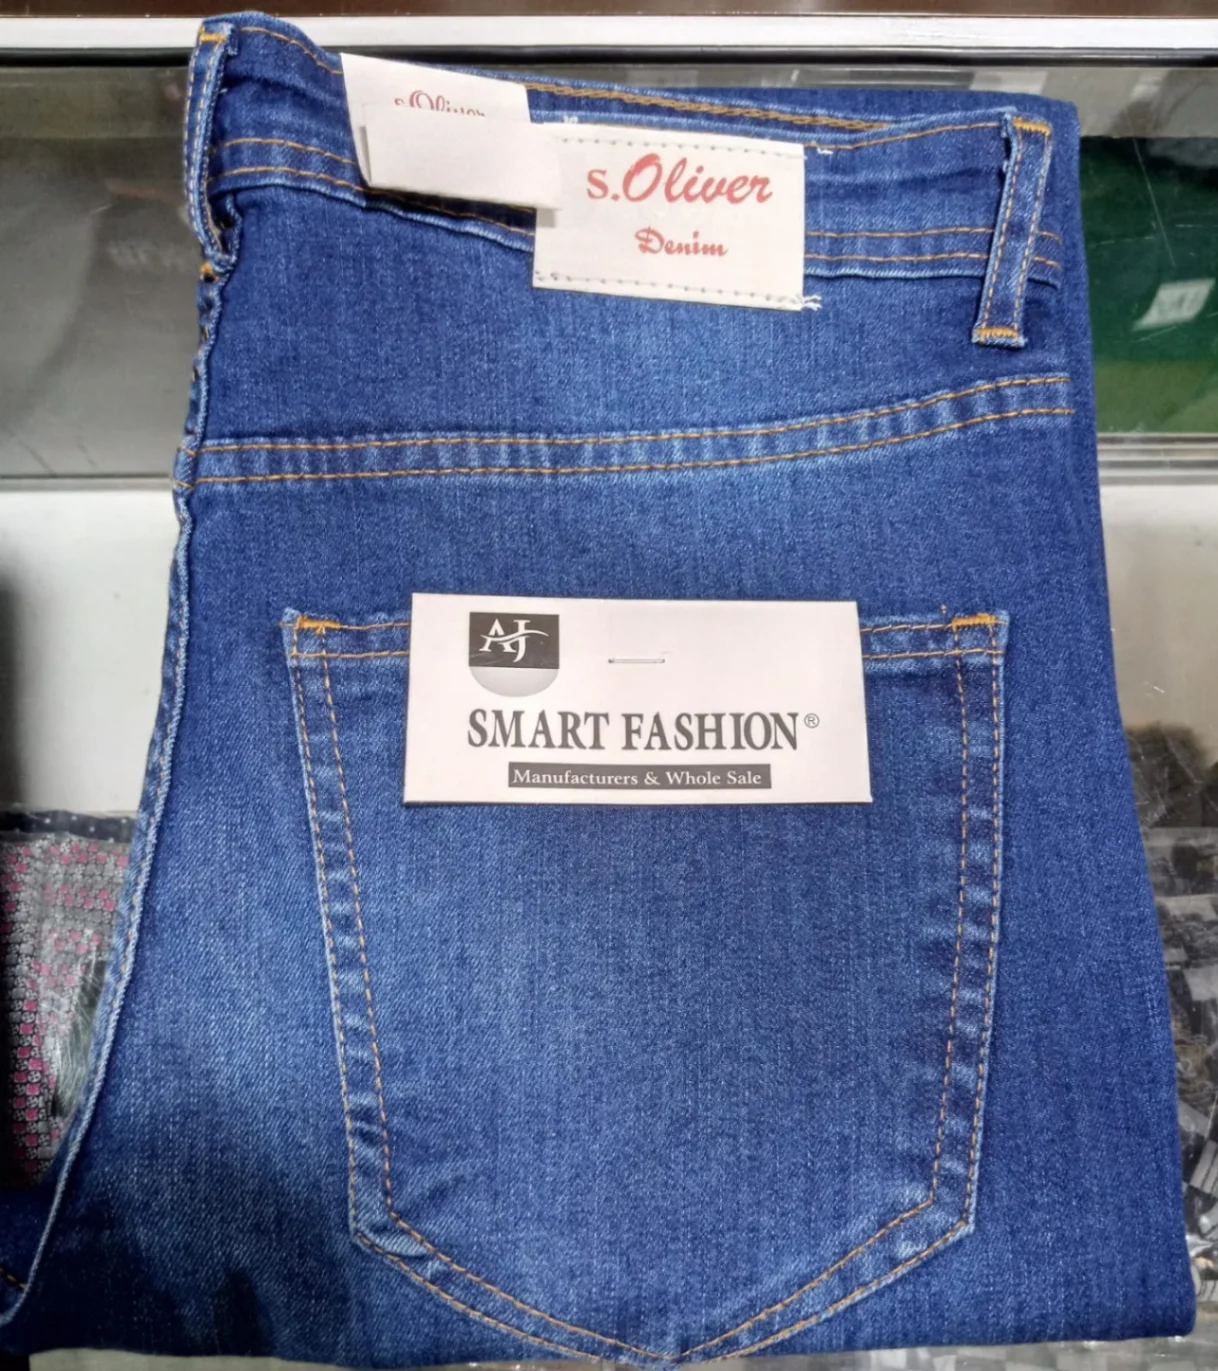 s.Oliver
s.Oliver
Denim
AJ
SMART FASHION®
Manufacturers & Whole Sale